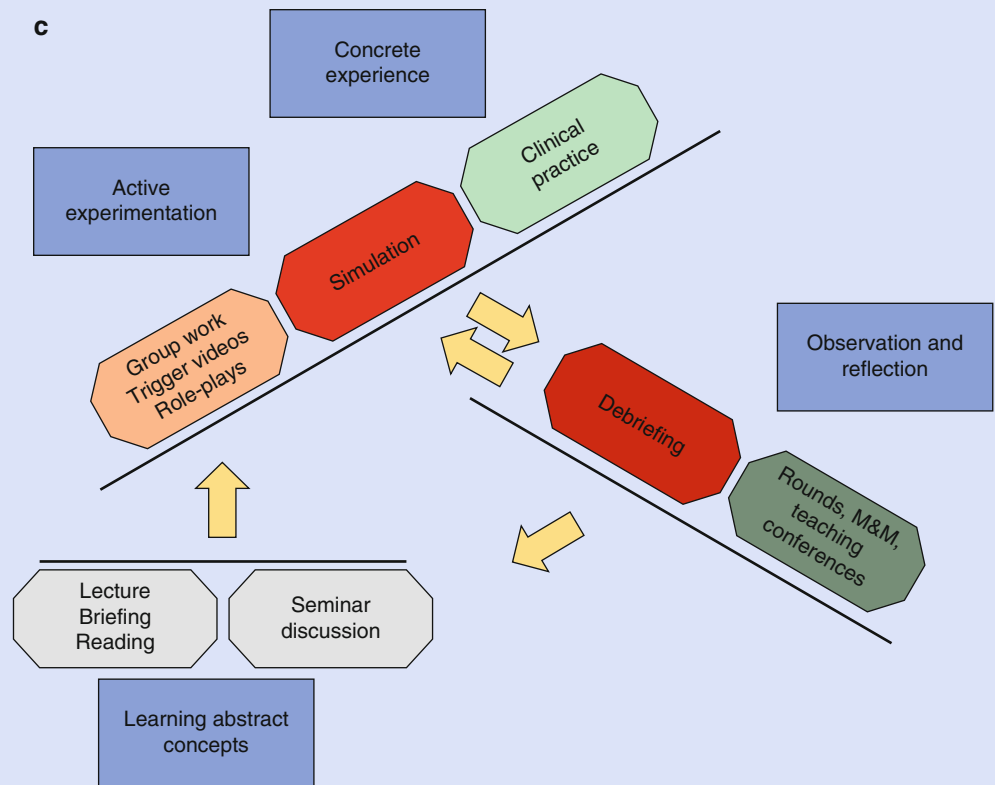 c
Concrete
experience
Clinical
practice
Active
experimentation
Simulation
Group work
Trigger videos
Role-plays
Observation and
reflection
Debriefing
Rounds, M&M,
teaching
conferences
Lecture
Briefing
Reading
Seminar
discussion
Learning abstract
concepts